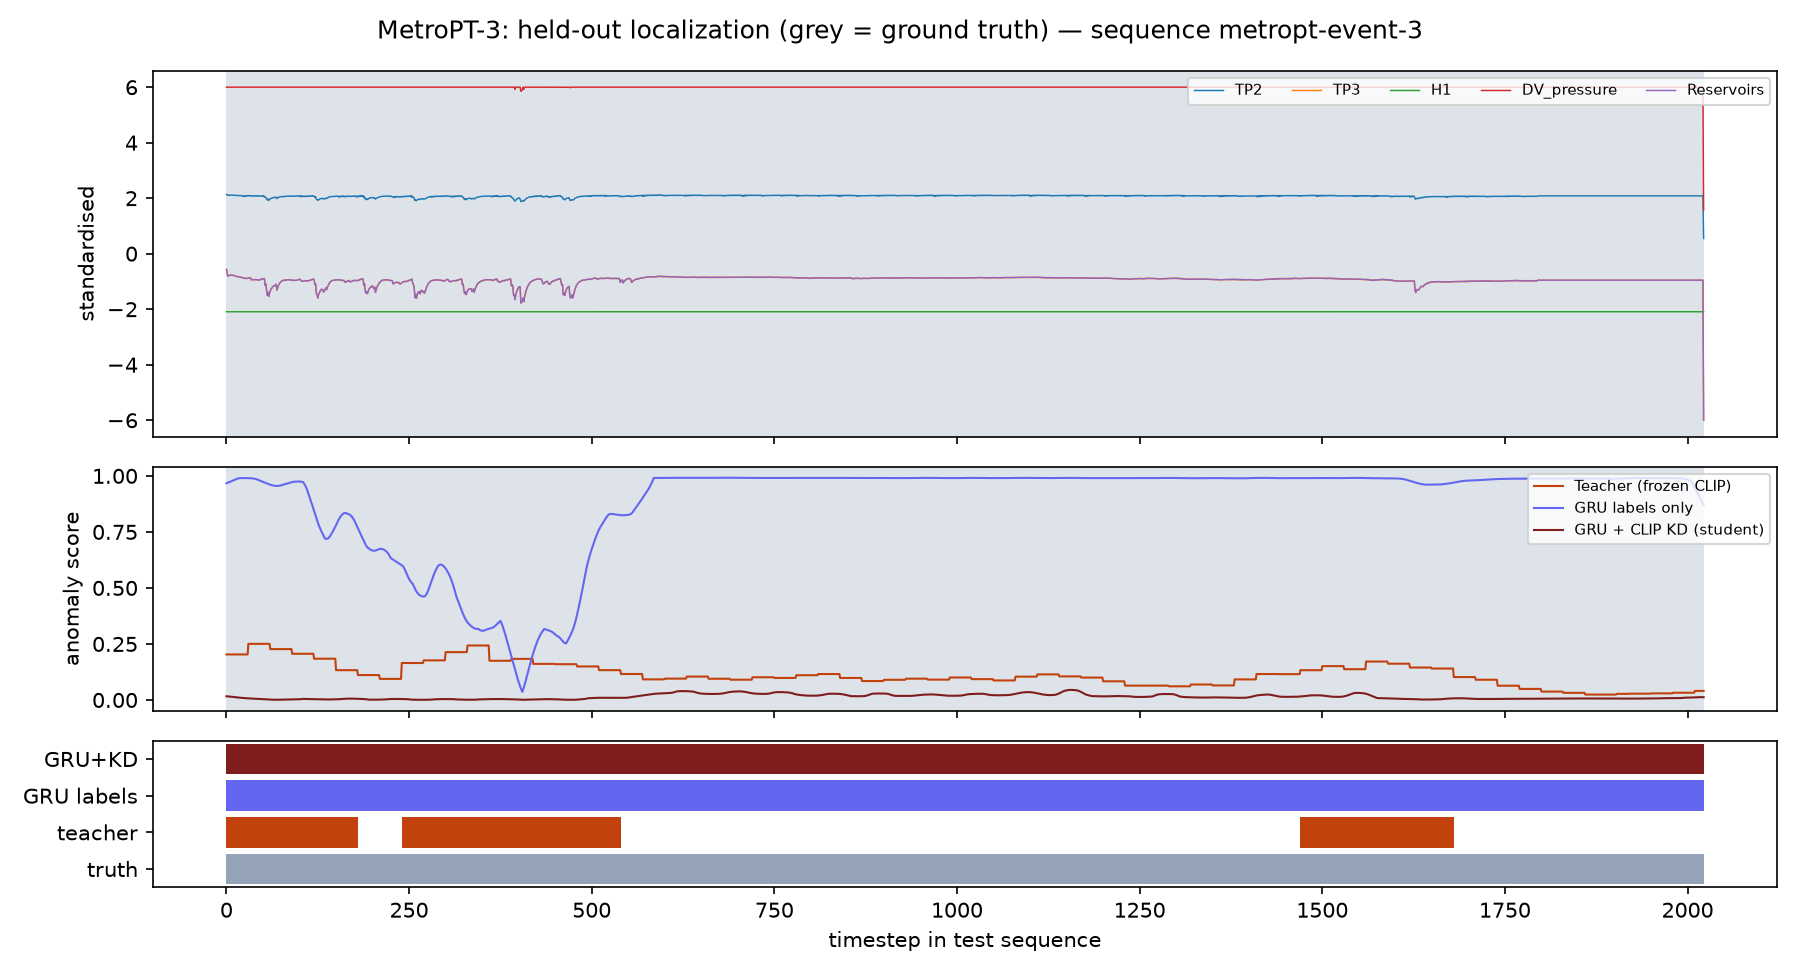 MetroPT-3: held-out localization (grey = ground truth) — sequence metropt-event-3
TP2 TP3 H1 DV_pressure Reservoirs
6
4
2
0
−2
−4
−6
standardised
Teacher (frozen CLIP)
GRU labels only
GRU + CLIP KD (student)
1.00
0.75
0.50
0.25
0.00
anomaly score
GRU+KD
GRU labels
teacher
truth
0 250 500 750 1000 1250 1500 1750 2000
timestep in test sequence